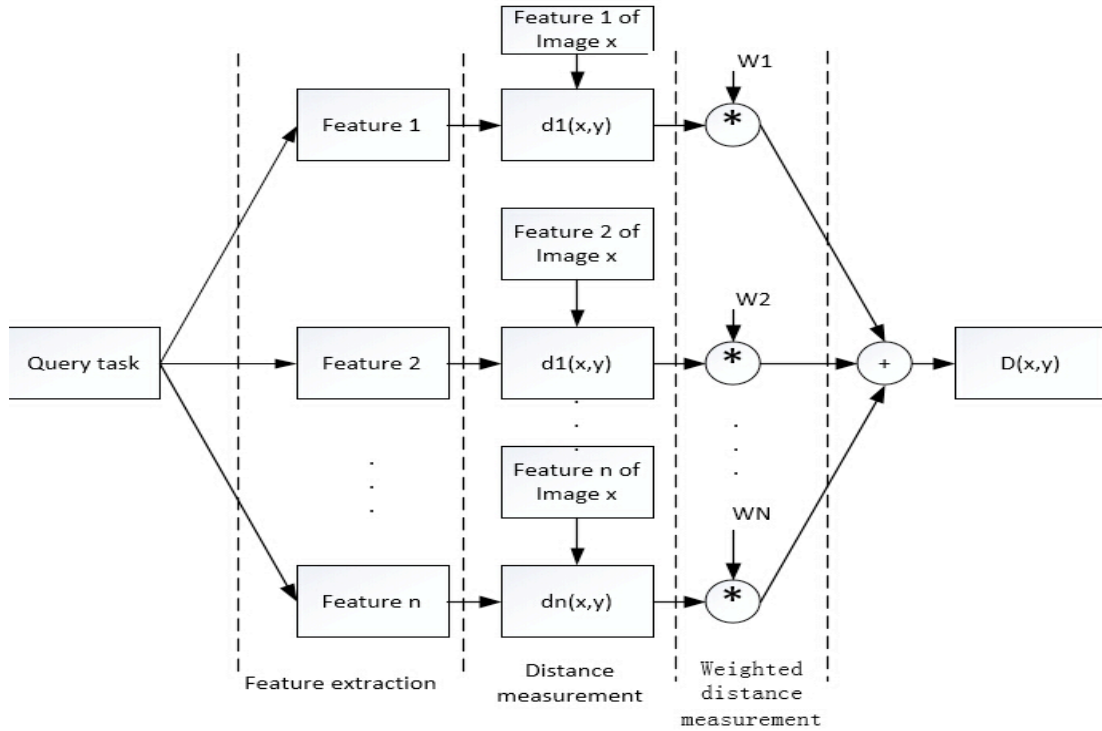 Feature 1 of
Image x
W1
Feature 1
d1(x,y)
*
Feature 2 of
Image x
W2
Query task
Feature 2
d1(x,y)
*
+
D(x,y)
Feature n of
Image x
WN
Feature n
dn(x,y)
*
Feature extraction
Distance
measurement
Weighted
distance
measurement